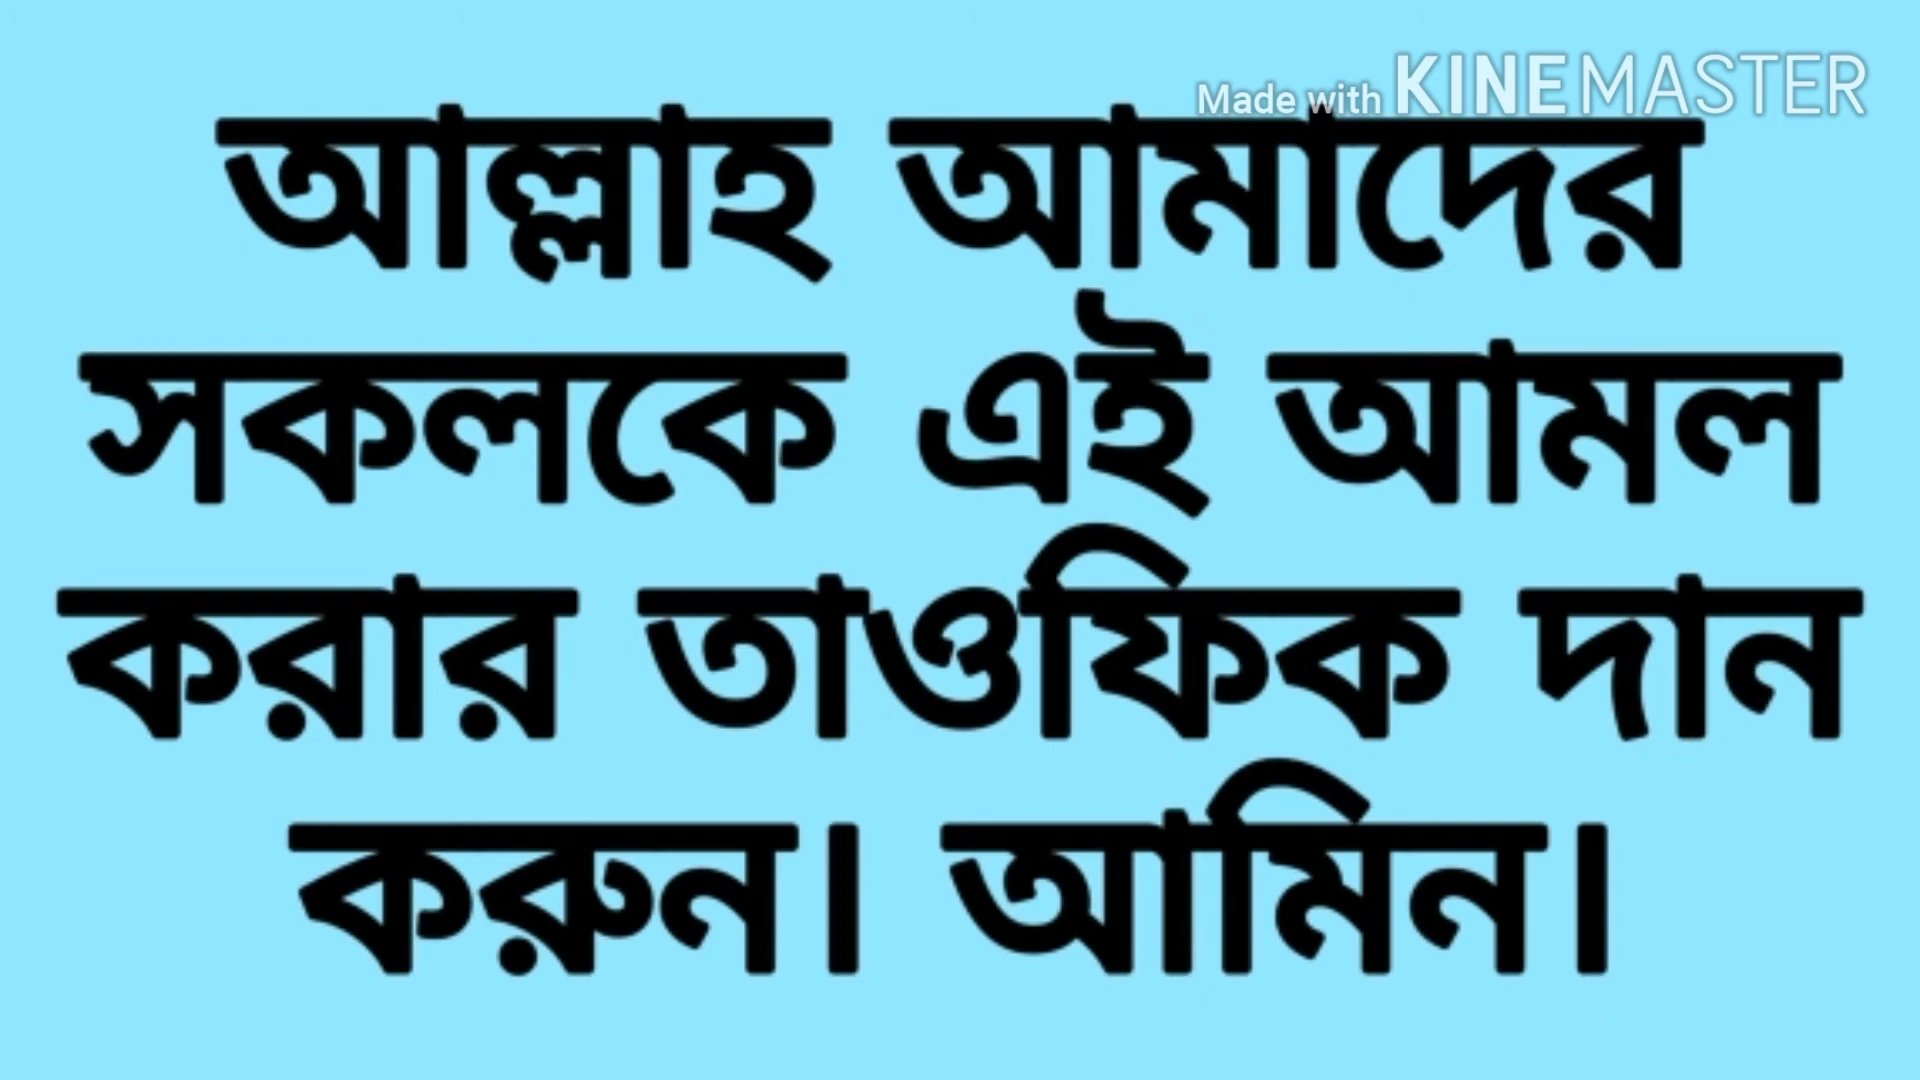 Made with KINEMASTER
আল্লাহ আমাদের
সকলকে এই আমল
করার তাওফিক দান
করুন। আমিন।